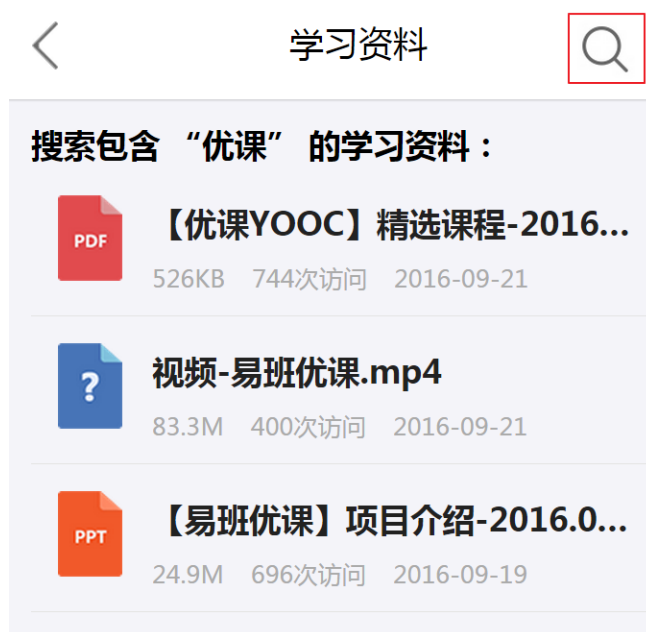 学习资料
搜索包含 “优课” 的学习资料：
PDF
【优课YOOC】精选课程-2016...
526KB 744次访问 2016-09-21
?
视频-易班优课.mp4
83.3M 400次访问 2016-09-21
PPT
【易班优课】项目介绍-2016.0...
24.9M 696次访问 2016-09-19